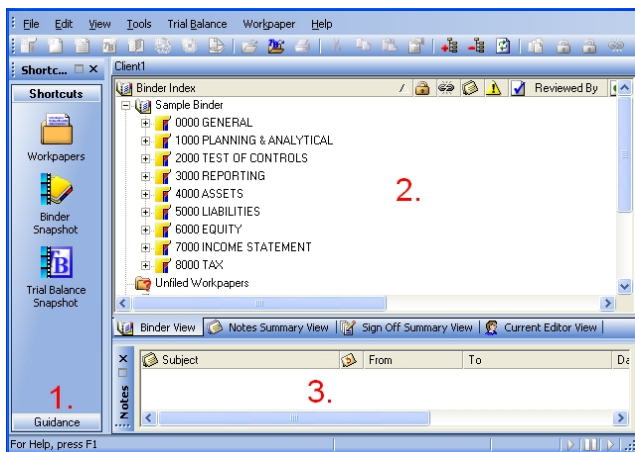 File Edit View Tools Trial Balance Workpaper Help
Shortc...
Client1
Shortcuts
Binder Index / Reviewed By
Sample Binder
0000 GENERAL
1000 PLANNING & ANALYTICAL
2000 TEST OF CONTROLS
3000 REPORTING
4000 ASSETS
5000 LIABILITIES
6000 EQUITY
7000 INCOME STATEMENT
8000 TAX
Unfiled Workpapers
Workpapers
Binder
Snapshot
Trial Balance
Snapshot
2.
Binder View Notes Summary View Sign Off Summary View Current Editor View
Notes
Subject From To Da
3.
1.
Guidance
For Help, press F1